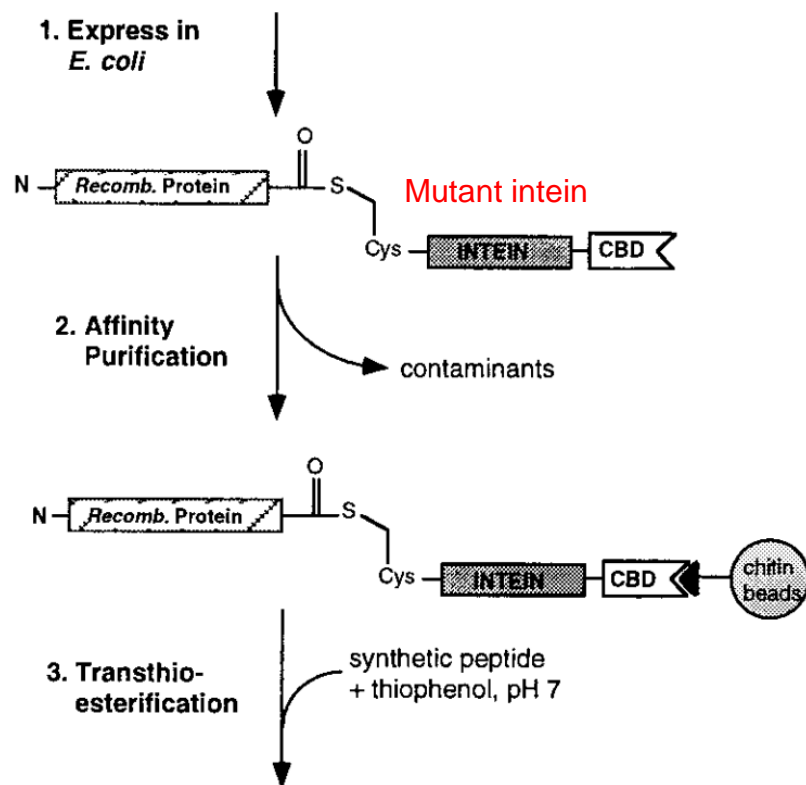 1. Express in
E. coli
O
N Recomb. Protein S Mutant intein
Cys INTEIN CBD
2. Affinity
Purification
contaminants
O
N Recomb. Protein S
Cys INTEIN CBD chitin
beads
3. Transthio-
esterification
synthetic peptide
+ thiophenol, pH 7